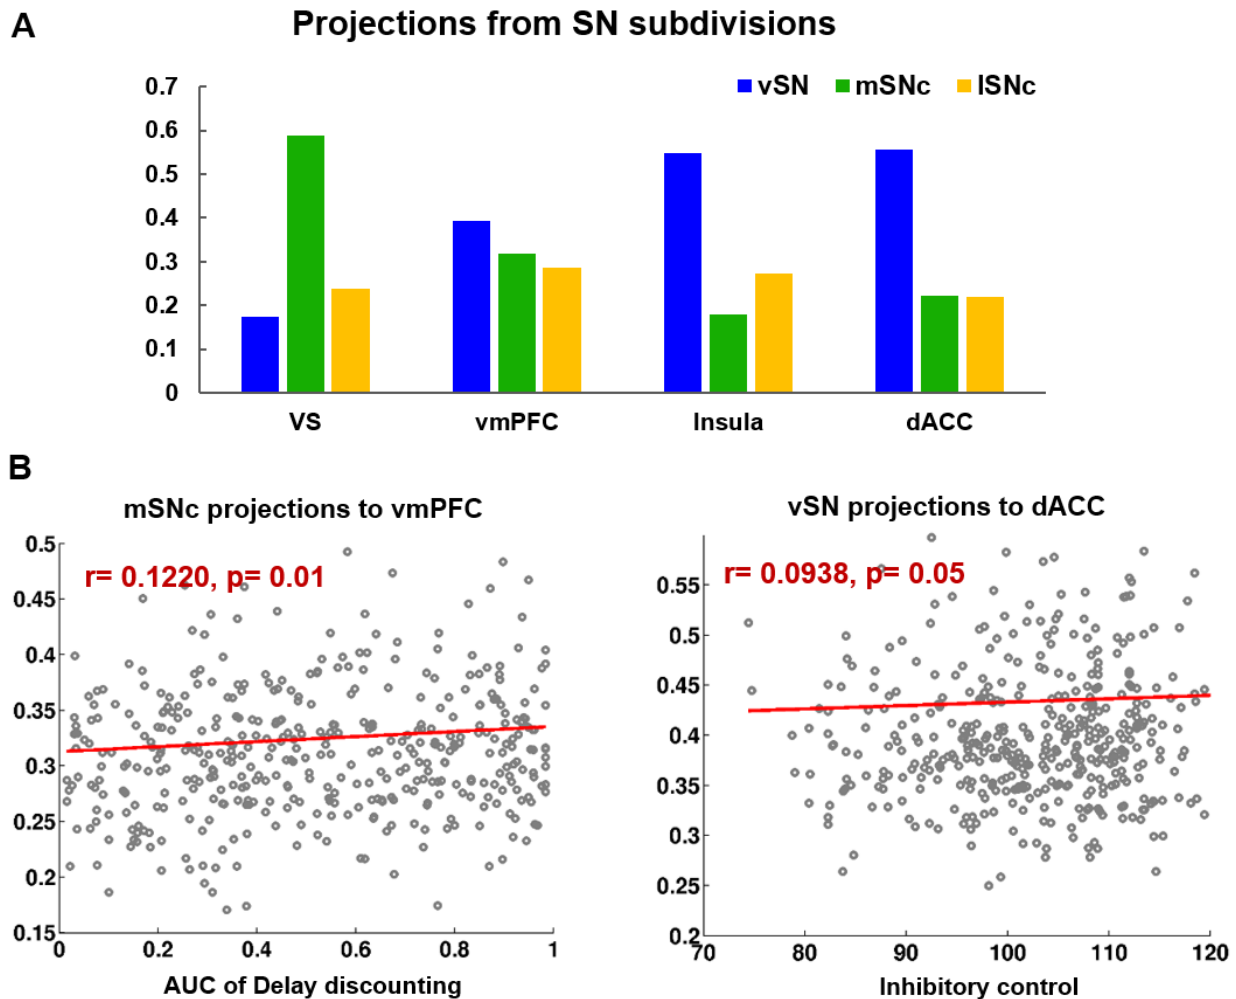 A
Projections from SN subdivisions
vSN mSNc lSNc
0.7
0.6
0.5
0.4
0.3
0.2
0.1
0
VS vmPFC Insula dACC
B
mSNc projections to vmPFC
r= 0.1220, p= 0.01
0.5
0.45
0.4
0.35
0.3
0.25
0.2
0.15
0 0.2 0.4 0.6 0.8 1
AUC of Delay discounting
vSN projections to dACC
r= 0.0938, p= 0.05
0.55
0.5
0.45
0.4
0.35
0.3
0.25
0.2
70 80 90 100 110 120
Inhibitory control